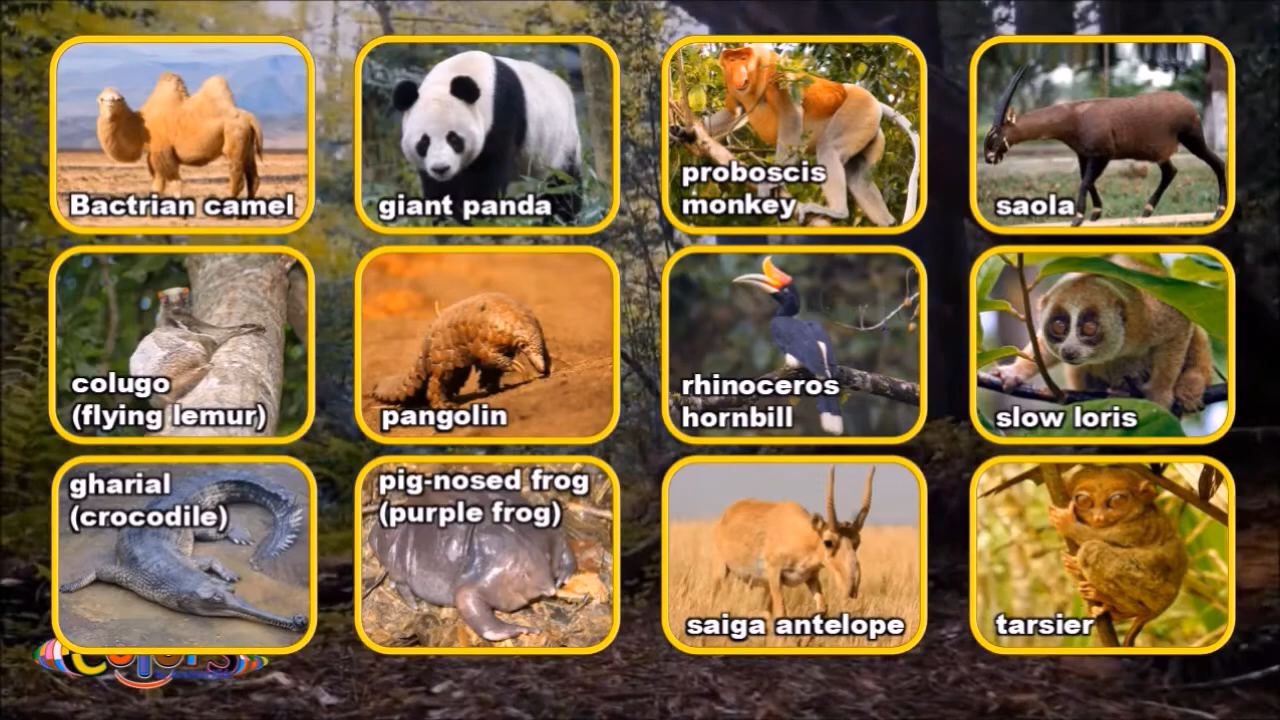 Bactrian camel
giant panda
proboscis
monkey
saola
colugo
(flying lemur)
pangolin
rhinoceros
hornbill
slow loris
gharial
(crocodile)
pig-nosed frog
(purple frog)
saiga antelope
tarsier